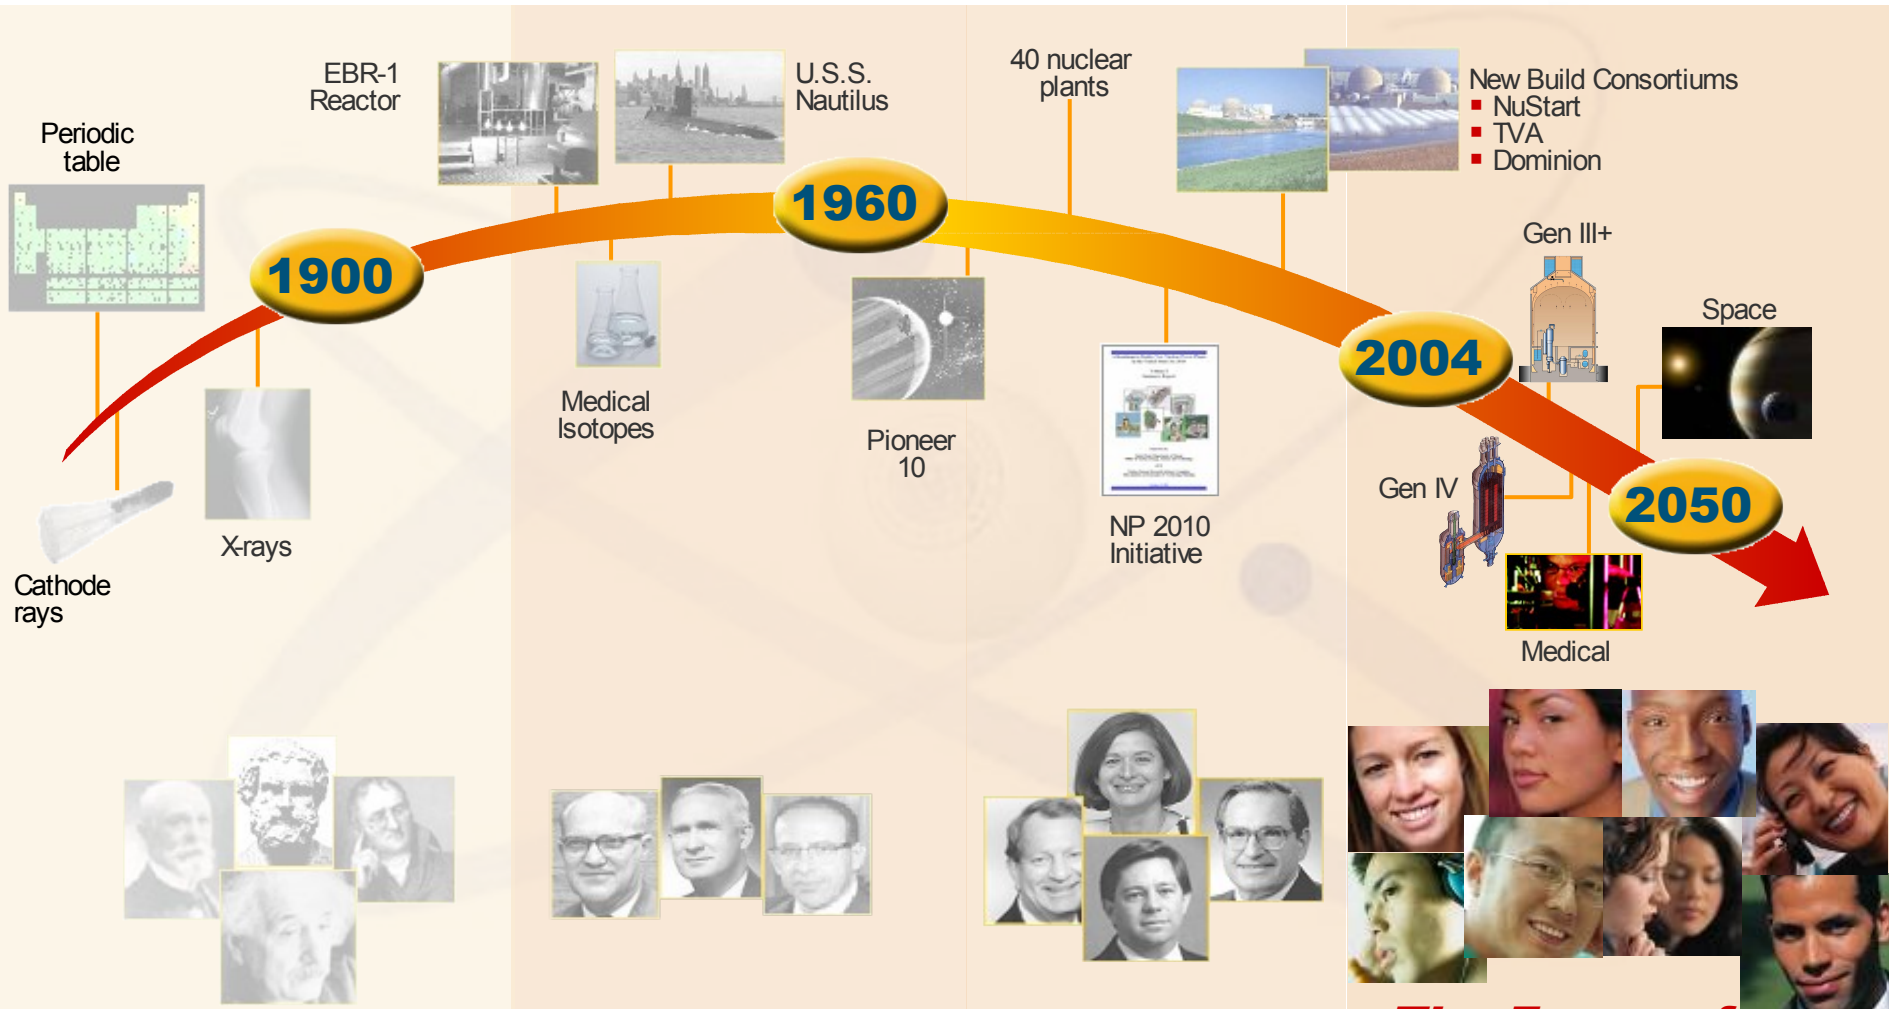 Periodic
table
Cathode
rays
1900
X-rays
EBR-1
Reactor
U.S.S.
Nautilus
Medical
Isotopes
1960
Pioneer
10
40 nuclear
plants
NP 2010
Initiative
New Build Consortiums
NuStart
TVA
Dominion
2004
Gen III+
Space
Gen IV
Medical
2050